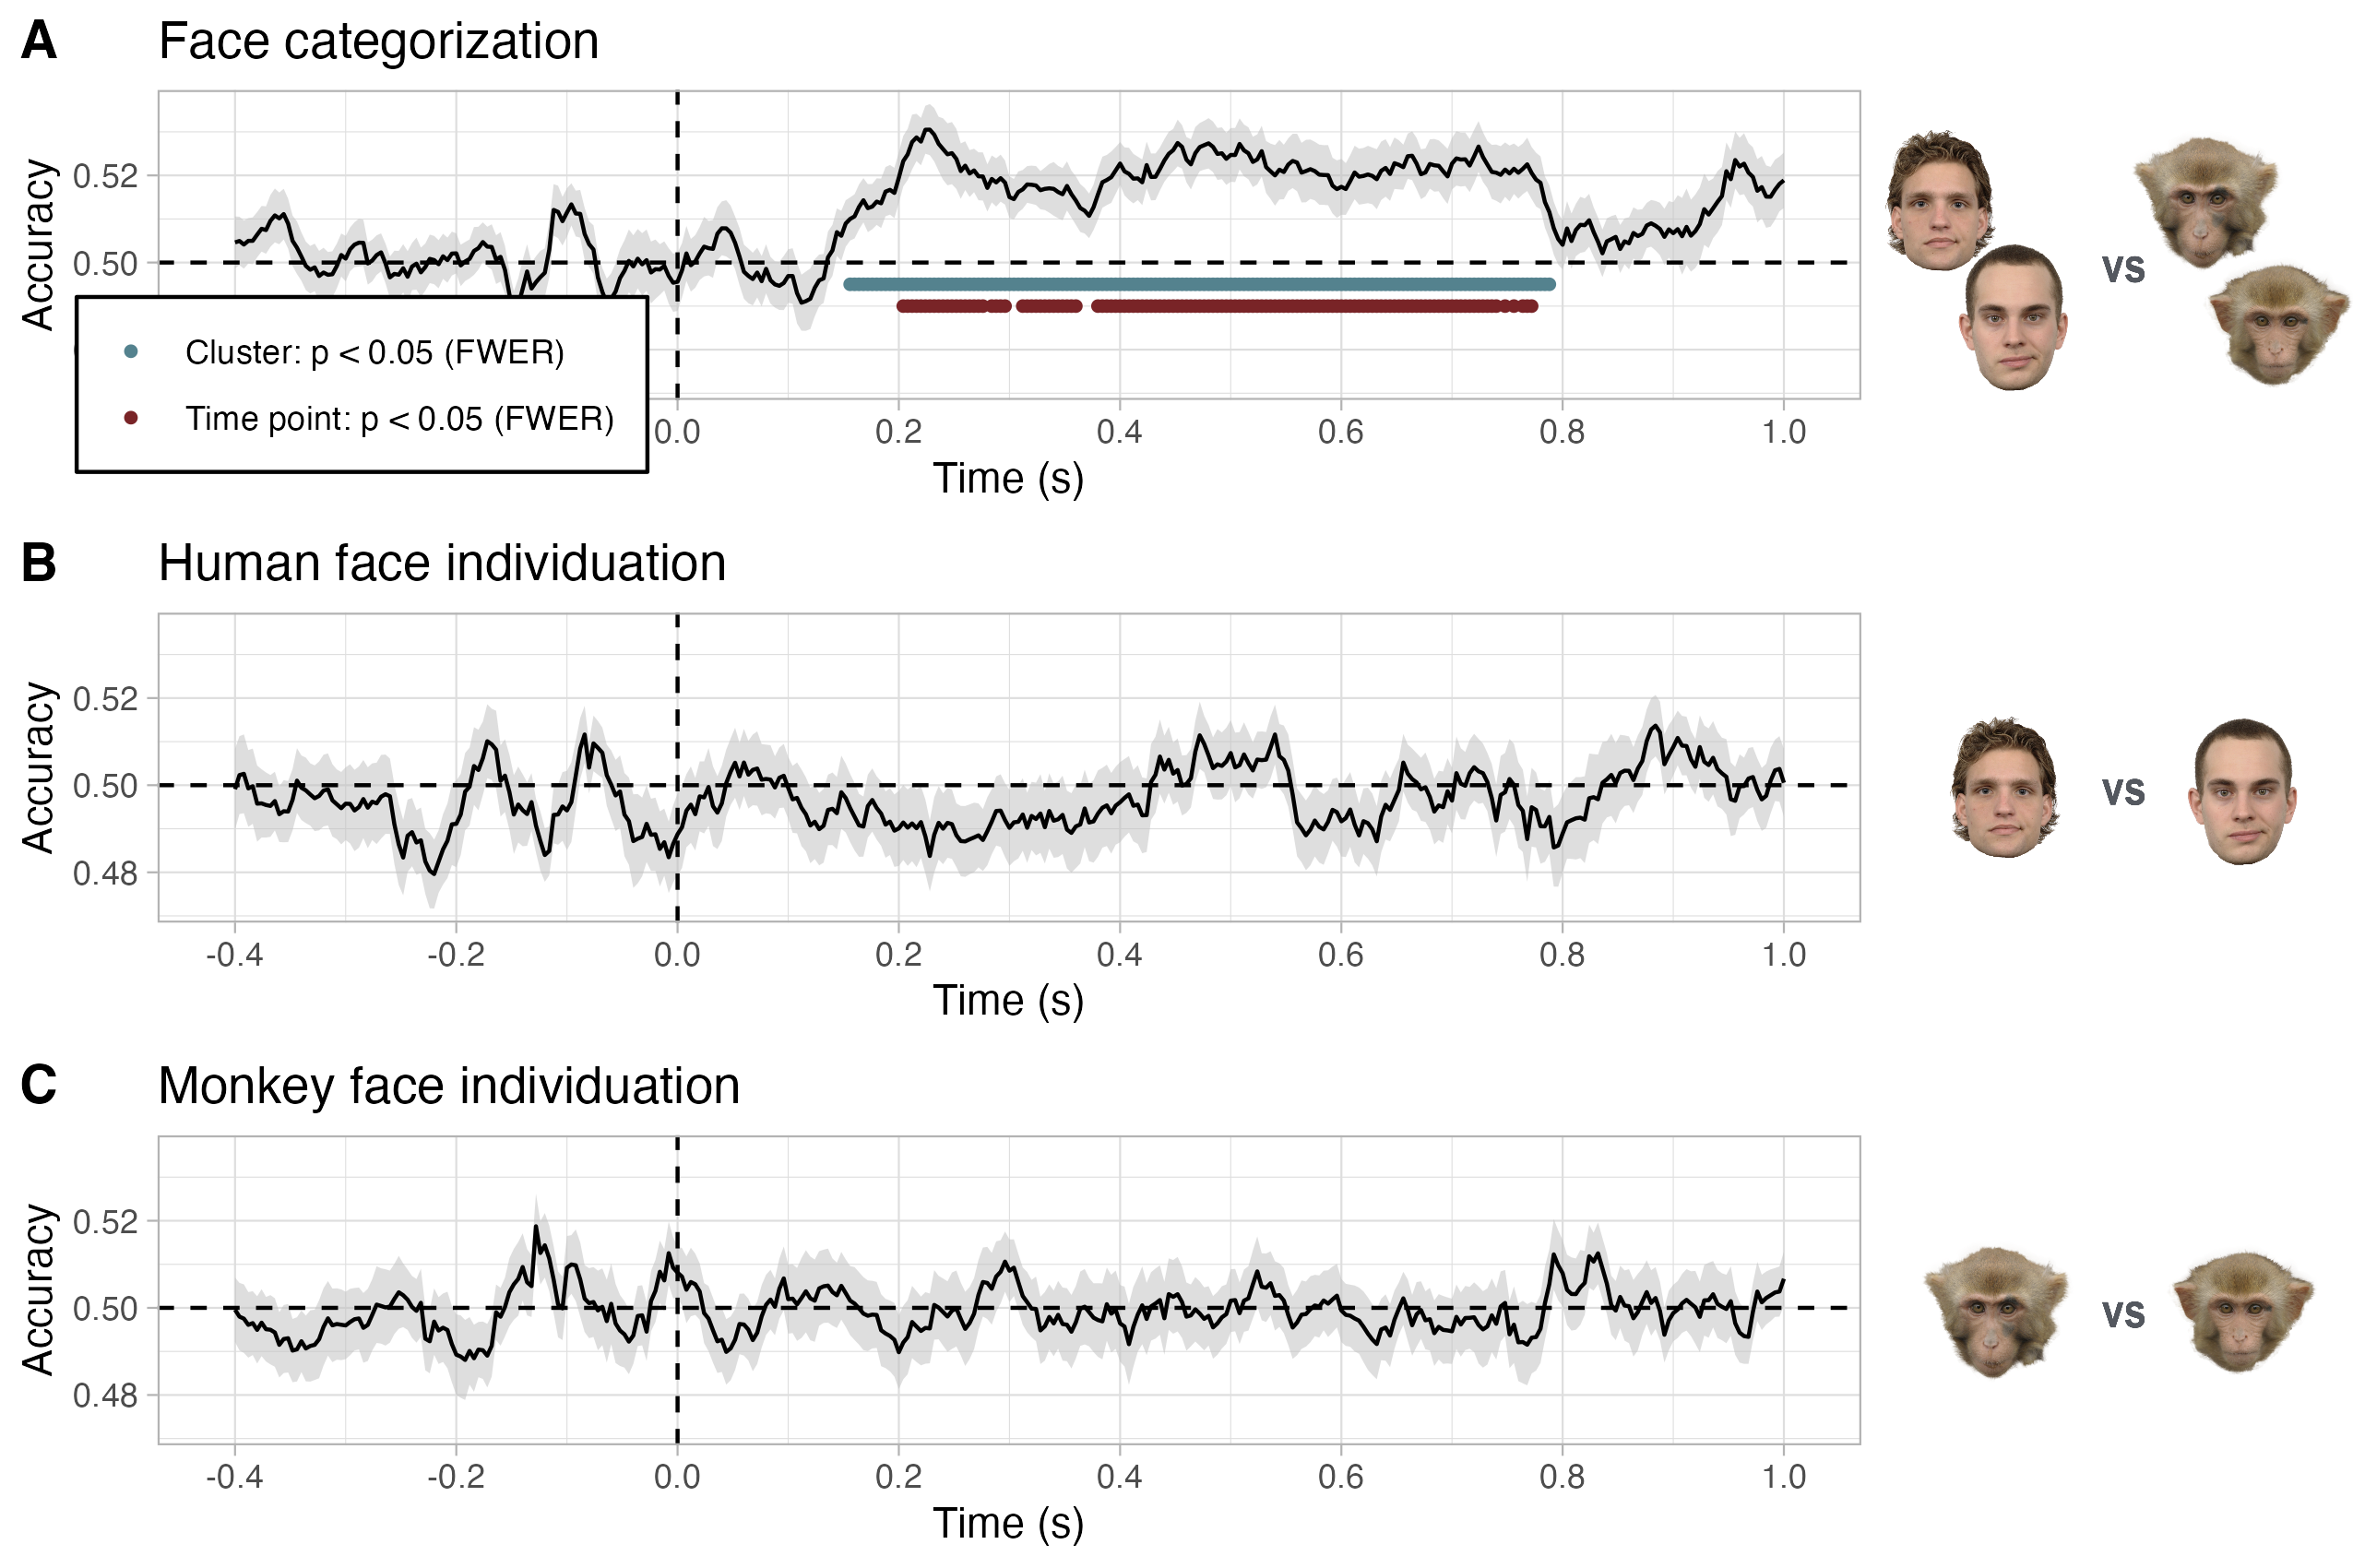 A Face categorization
Accuracy
0.52
0.50
vs
Cluster: p < 0.05 (FWER)
Time point: p < 0.05 (FWER)
0.0 0.2 0.4 0.6 0.8 1.0
Time (s)
B Human face individuation
Accuracy
0.52
0.50
0.48
vs
-0.4 -0.2 0.0 0.2 0.4 0.6 0.8 1.0
Time (s)
C Monkey face individuation
Accuracy
0.52
0.50
0.48
vs
-0.4 -0.2 0.0 0.2 0.4 0.6 0.8 1.0
Time (s)